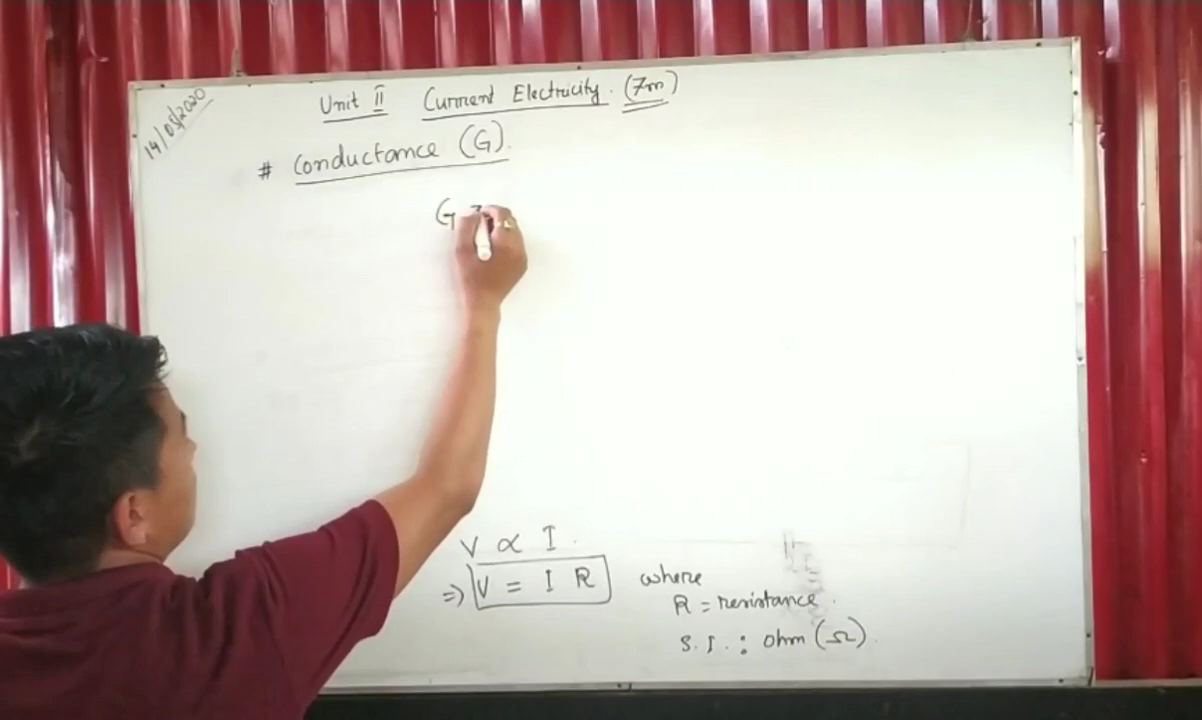 14/05/2020
Unit II Current Electricity. (7m)
# Conductance (G).
G =
V ∝ I.
=> V = I R where
R = resistance.
S.I. : ohm (Ω).